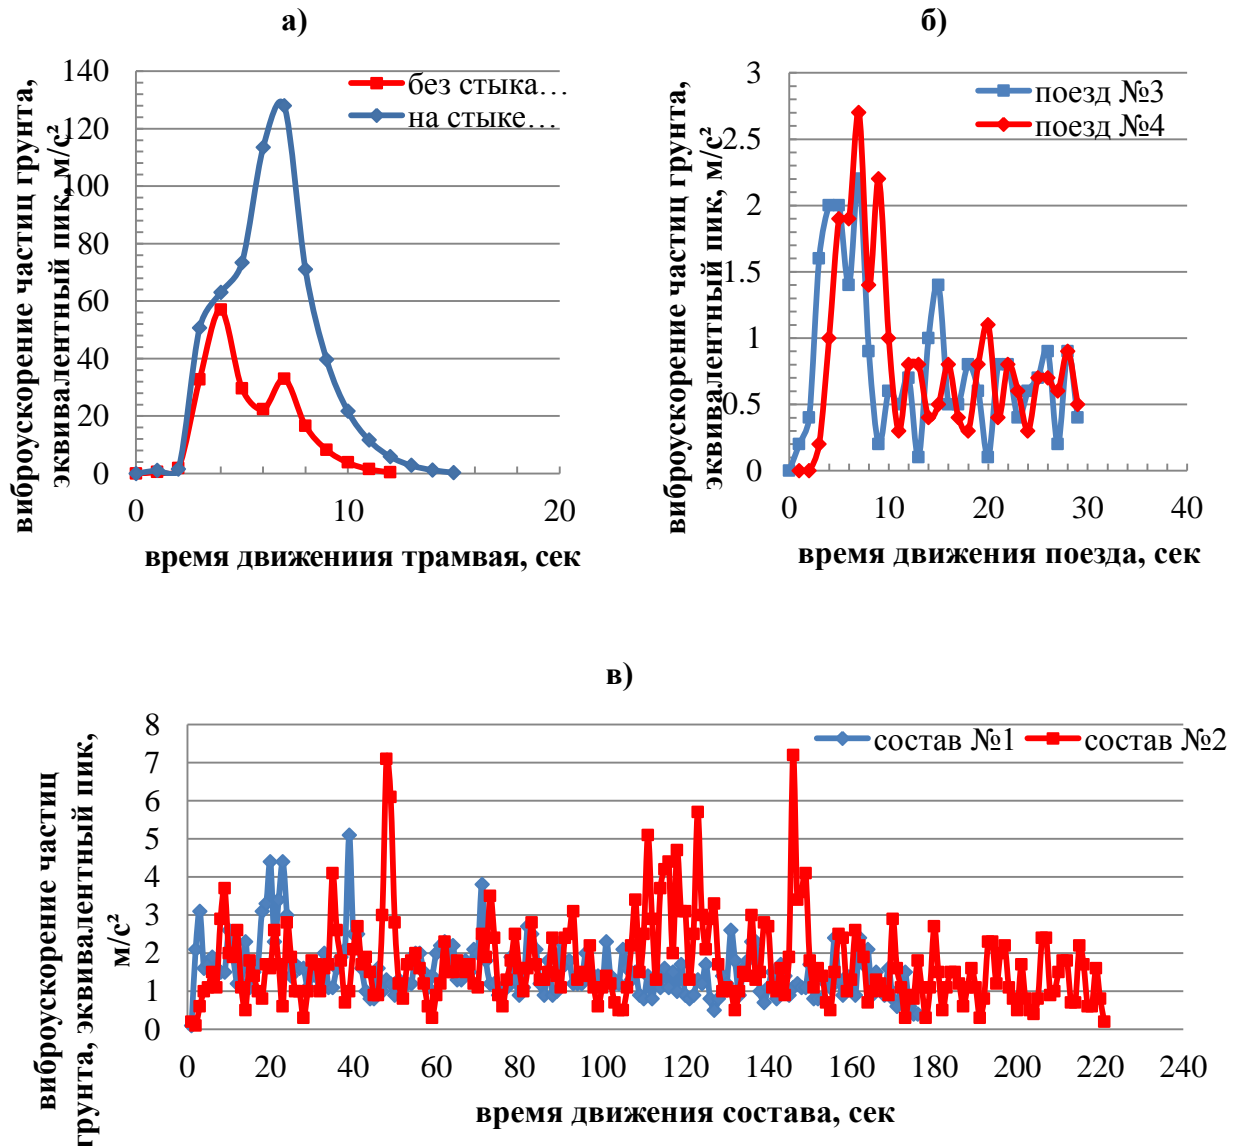 а)
виброускорение частиц грунта,
эквивалентный пик, м/с²
140
120
100
80
60
40
20
0
0
10
20
без стыка…
на стыке…
время движениия трамвая, сек
б)
виброускорение частиц грунта,
эквивалентный пик, м/с²
3
2.5
2
1.5
1
0.5
0
0
10
20
30
40
поезд №3
поезд №4
время движения поезда, сек
в)
виброускорение частиц
грунта, эквивалентный пик,
м/с²
8
7
6
5
4
3
2
1
0
0
20
40
60
80
100
120
140
160
180
200
220
240
состав №1
состав №2
время движения состава, сек